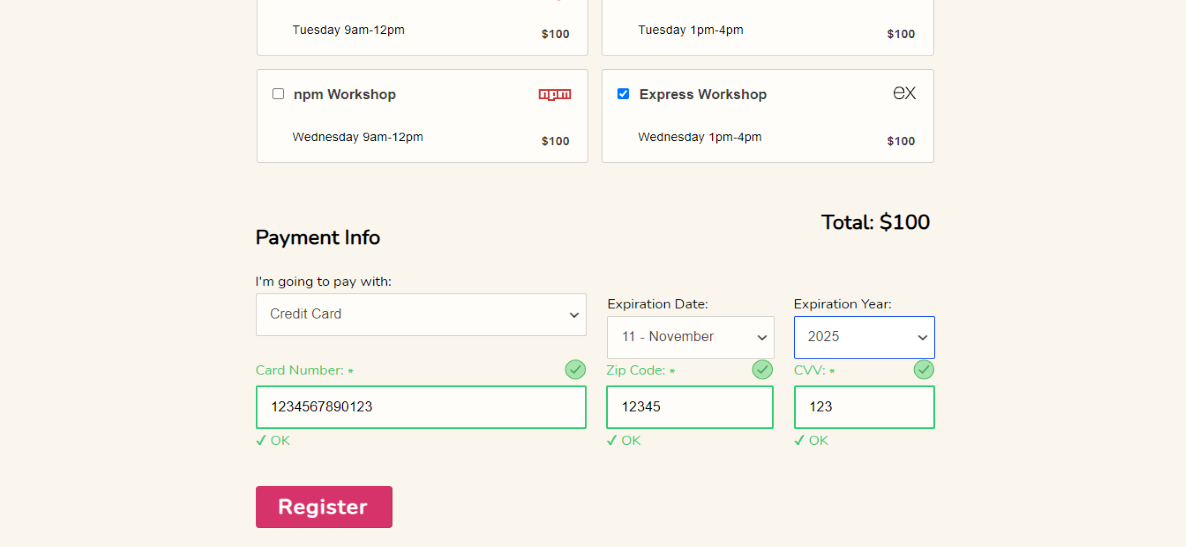 Tuesday 9am-12pm $100 Tuesday 1pm-4pm $100
npm Workshop npm Express Workshop ex
Wednesday 9am-12pm $100 Wednesday 1pm-4pm $100
Total: $100
Payment Info
I'm going to pay with:
Expiration Date: Expiration Year:
Credit Card 11 - November 2025
Card Number: * Zip Code: * CVV: *
1234567890123 12345 123
✓ OK ✓ OK ✓ OK
Register